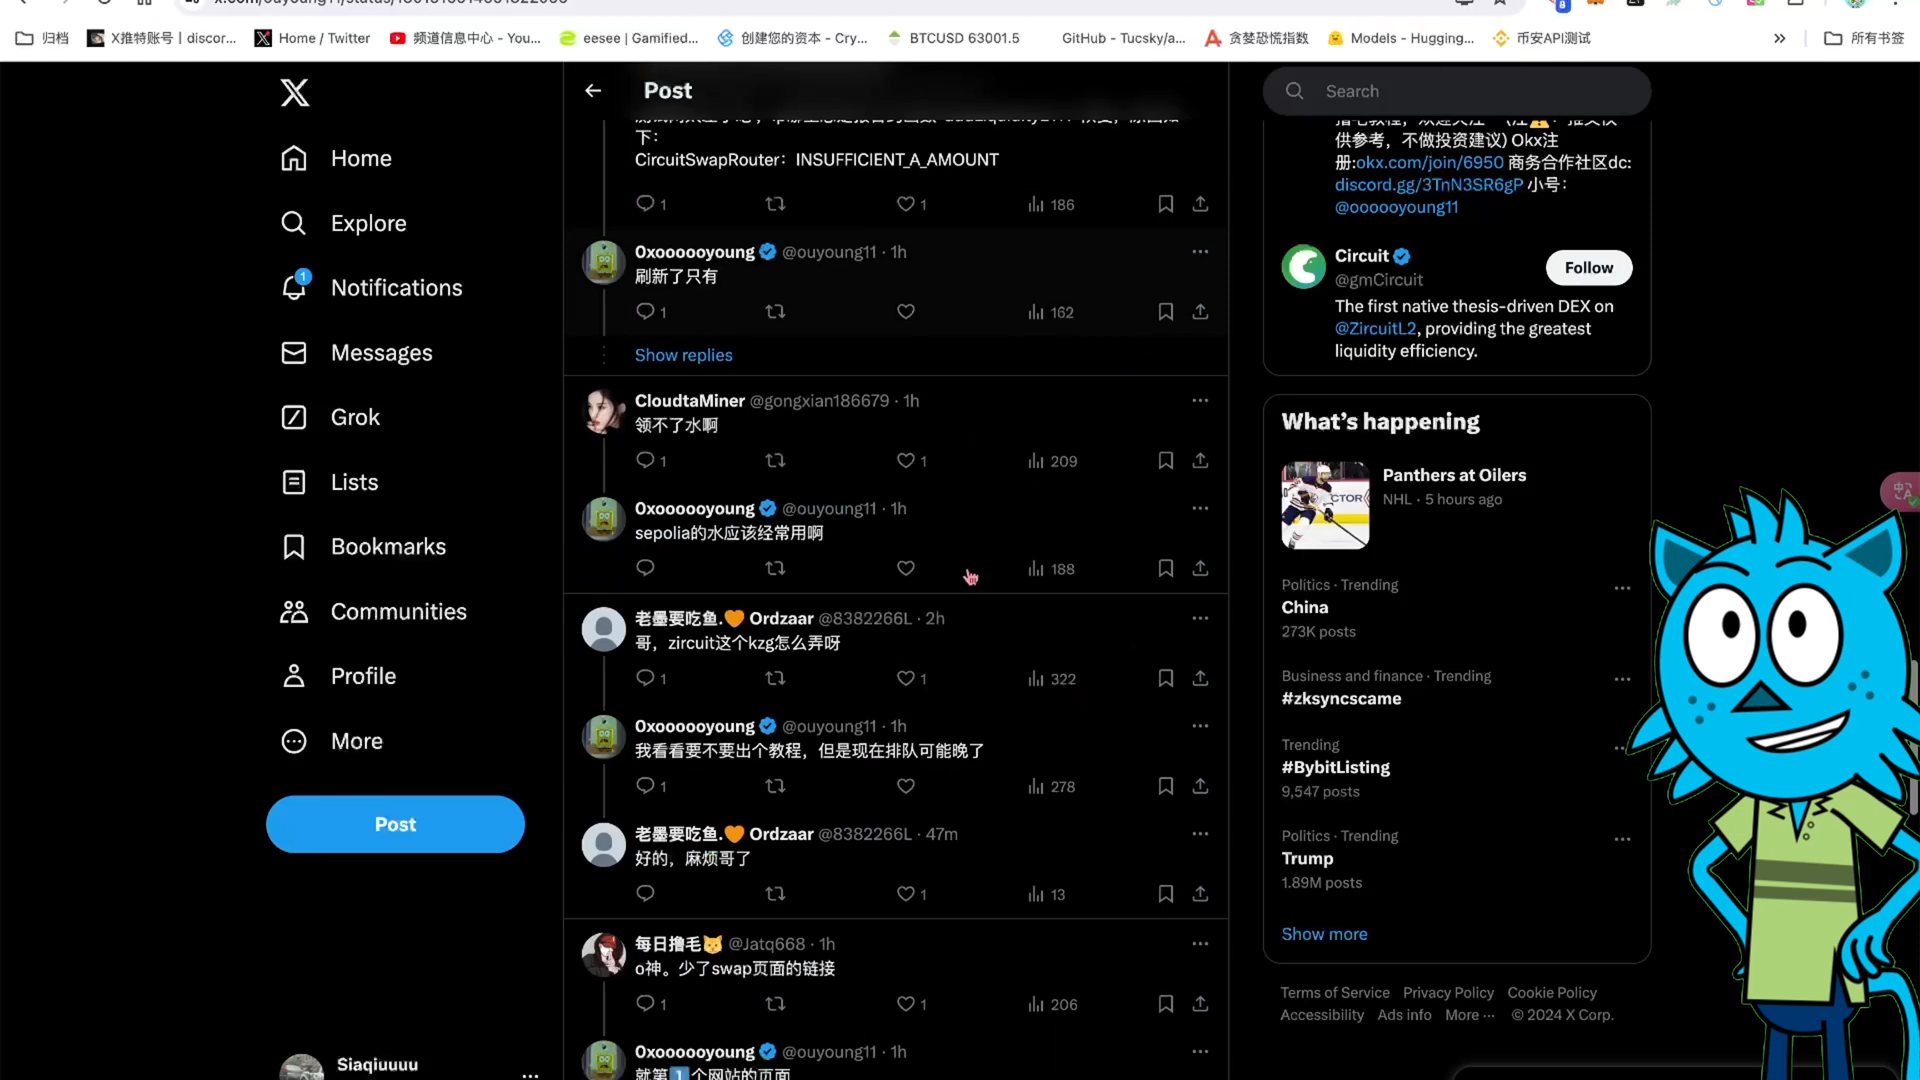 归档
X推特账号 | discor...
Home / Twitter
频道信息中心 - You...
eesee | Gamified...
创建您的资本 - Cry...
BTCUSD 63001.5
GitHub - Tucsky/a...
贪婪恐慌指数
Models - Hugging...
币安API测试
所有书签
Home
Explore
1
Notifications
Messages
Grok
Lists
Bookmarks
Communities
Profile
More
Post
Siaqiuuuu
Post
下：
CircuitSwapRouter：INSUFFICIENT_A_AMOUNT
1
1
186
0xoooooyoung @ouyoung11 · 1h
刷新了只有
1
162
Show replies
CloudtaMiner @gongxian186679 · 1h
领不了水啊
1
1
209
0xoooooyoung @ouyoung11 · 1h
sepolia的水应该经常用啊
188
老墨要吃鱼.🧡 Ordzaar @8382266L · 2h
哥，zircuit这个kzg怎么弄呀
1
1
322
0xoooooyoung @ouyoung11 · 1h
我看看要不要出个教程，但是现在排队可能晚了
1
278
老墨要吃鱼.🧡 Ordzaar @8382266L · 47m
好的，麻烦哥了
1
13
每日撸毛🐱 @Jatq668 · 1h
o神。少了swap页面的链接
1
1
206
0xoooooyoung @ouyoung11 · 1h
就第1️⃣个网站的页面
Search
供参考，不做投资建议) Okx注
册:okx.com/join/6950 商务合作社区dc:
discord.gg/3TnN3SR6gP 小号：
@oooooyoung11
Circuit
@gmCircuit
Follow
The first native thesis-driven DEX on
@ZircuitL2, providing the greatest
liquidity efficiency.
What's happening
Panthers at Oilers
NHL · 5 hours ago
Politics · Trending
China
273K posts
Business and finance · Trending
#zksyncscame
Trending
#BybitListing
9,547 posts
Politics · Trending
Trump
1.89M posts
Show more
Terms of Service Privacy Policy Cookie Policy
Accessibility Ads info More ··· © 2024 X Corp.